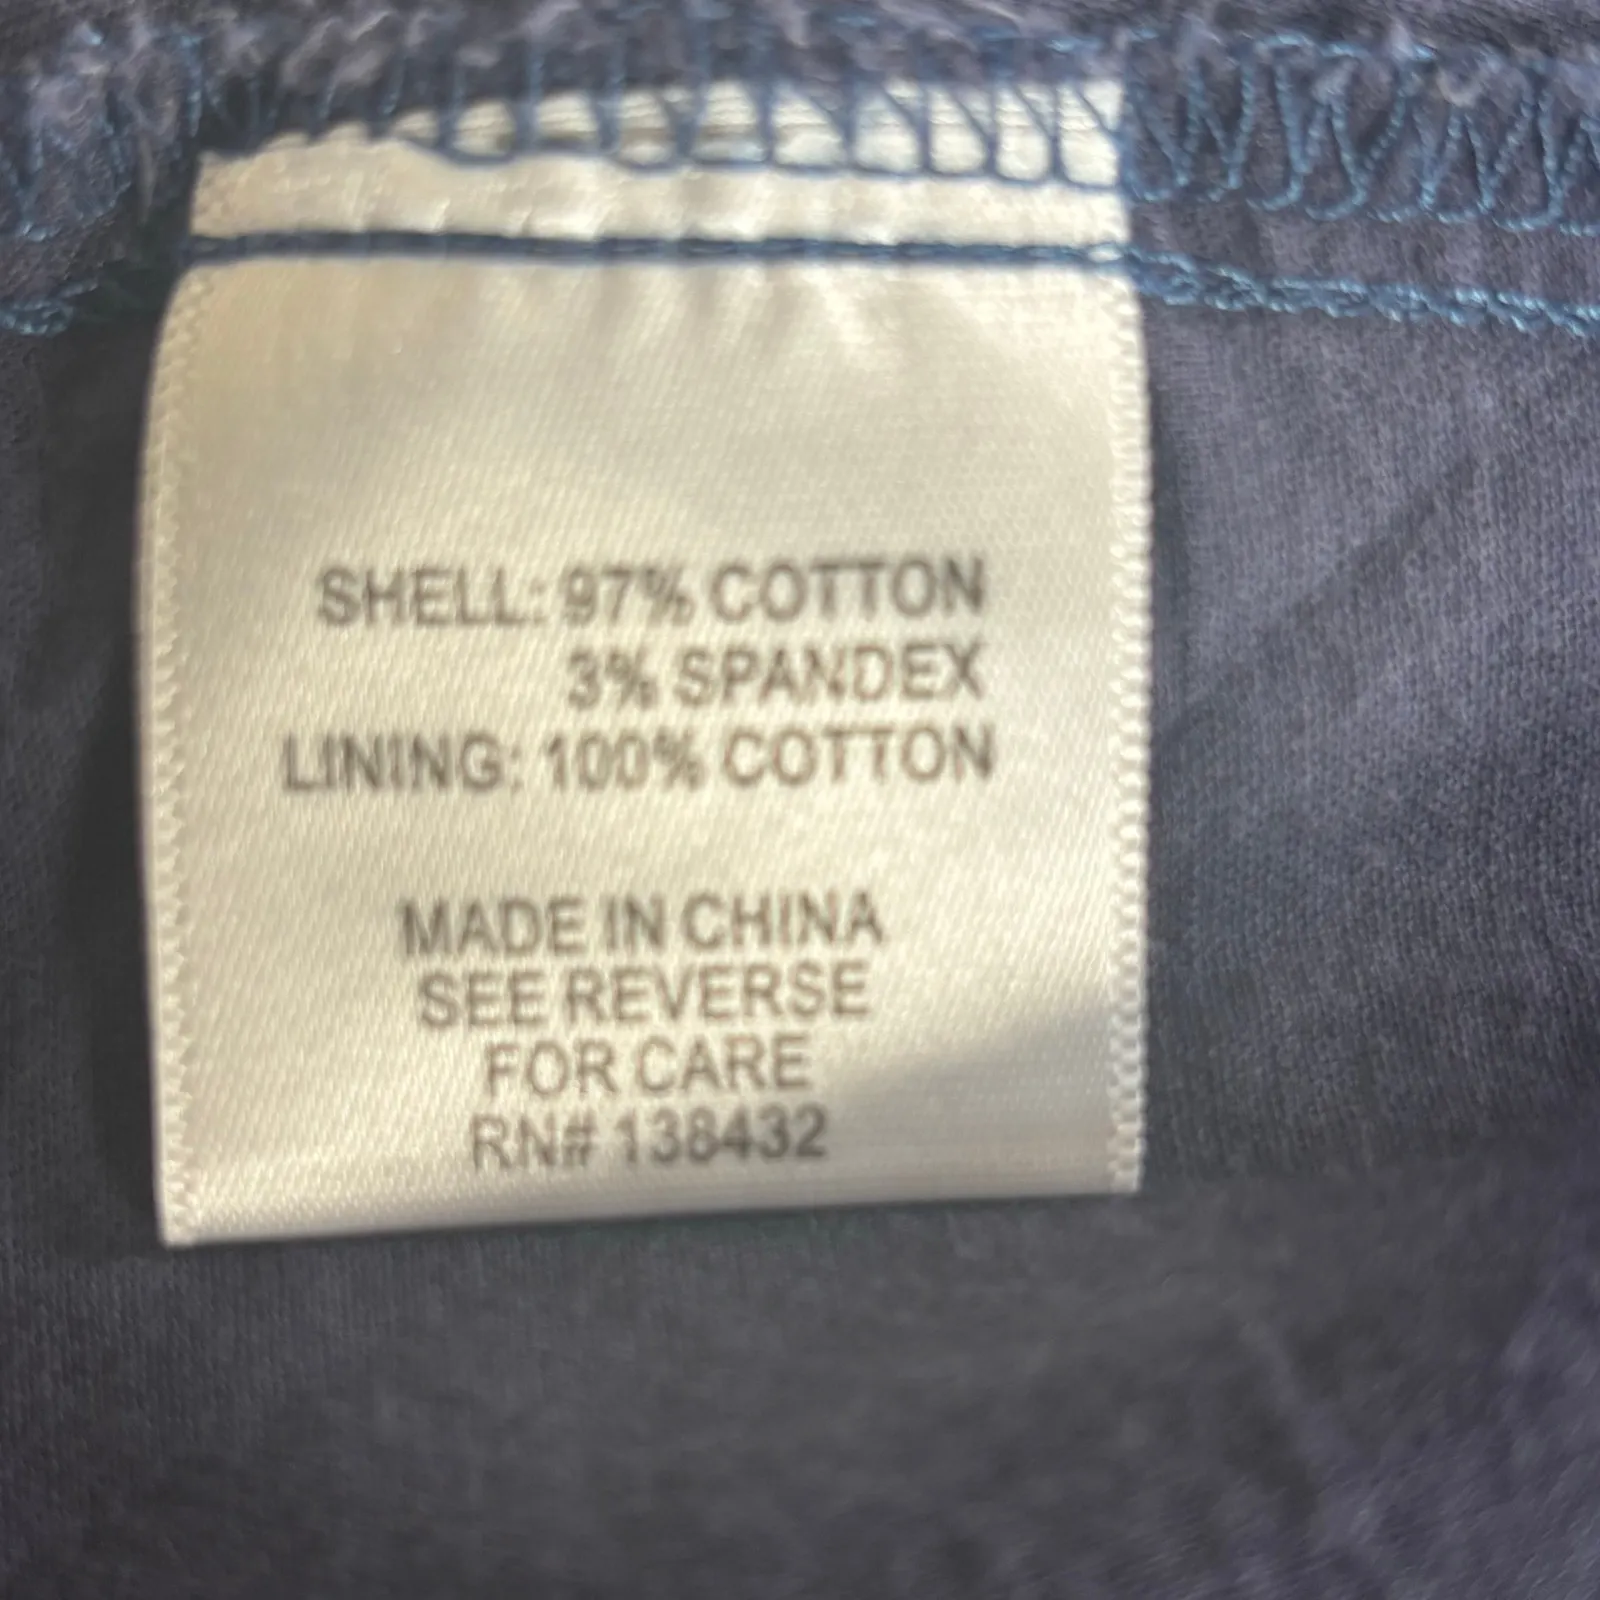 SHELL: 97% COTTON
3% SPANDEX
LINING: 100% COTTON
MADE IN CHINA
SEE REVERSE
FOR CARE
RN# 138432